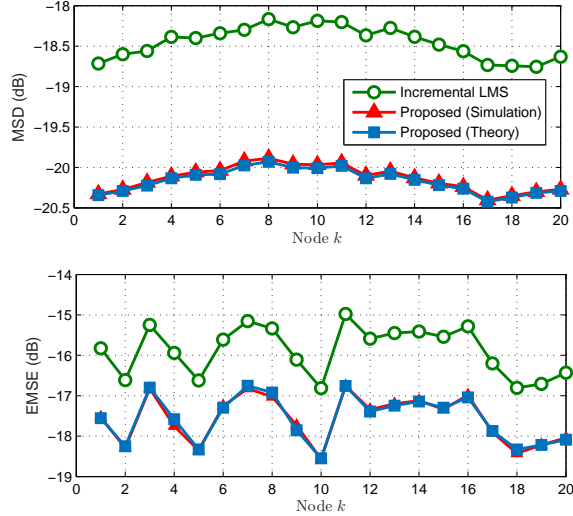 −18
−18.5
−19
−19.5
−20
−20.5
MSD (dB)
Incremental LMS
Proposed (Simulation)
Proposed (Theory)
0 2 4 6 8 10 12 14 16 18 20
Node k
−14
−15
−16
−17
−18
−19
EMSE (dB)
0 2 4 6 8 10 12 14 16 18 20
Node k